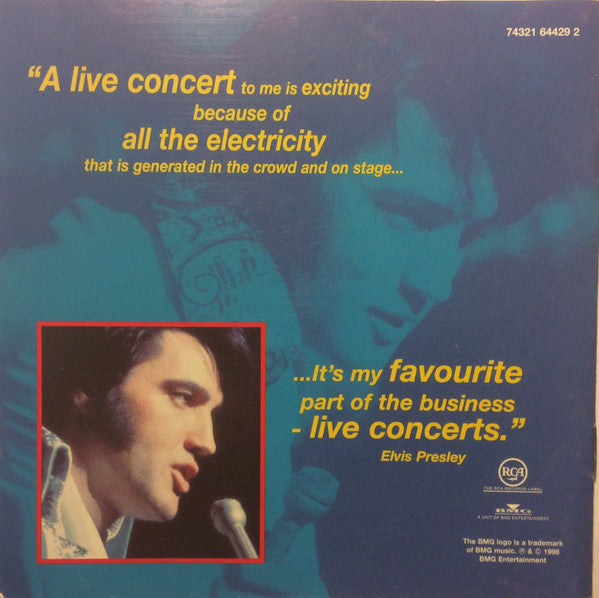 74321 64429 2
"A live concert to me is exciting
because of
all the electricity
that is generated in the crowd and on stage...
...It's my favourite
part of the business
- live concerts."
Elvis Presley
RCA
THE RCA RECORDS LABEL
BMG
A UNIT OF BMG ENTERTAINMENT
The BMG logo is a trademark
of BMG music. ℗ & © 1998
BMG Entertainment